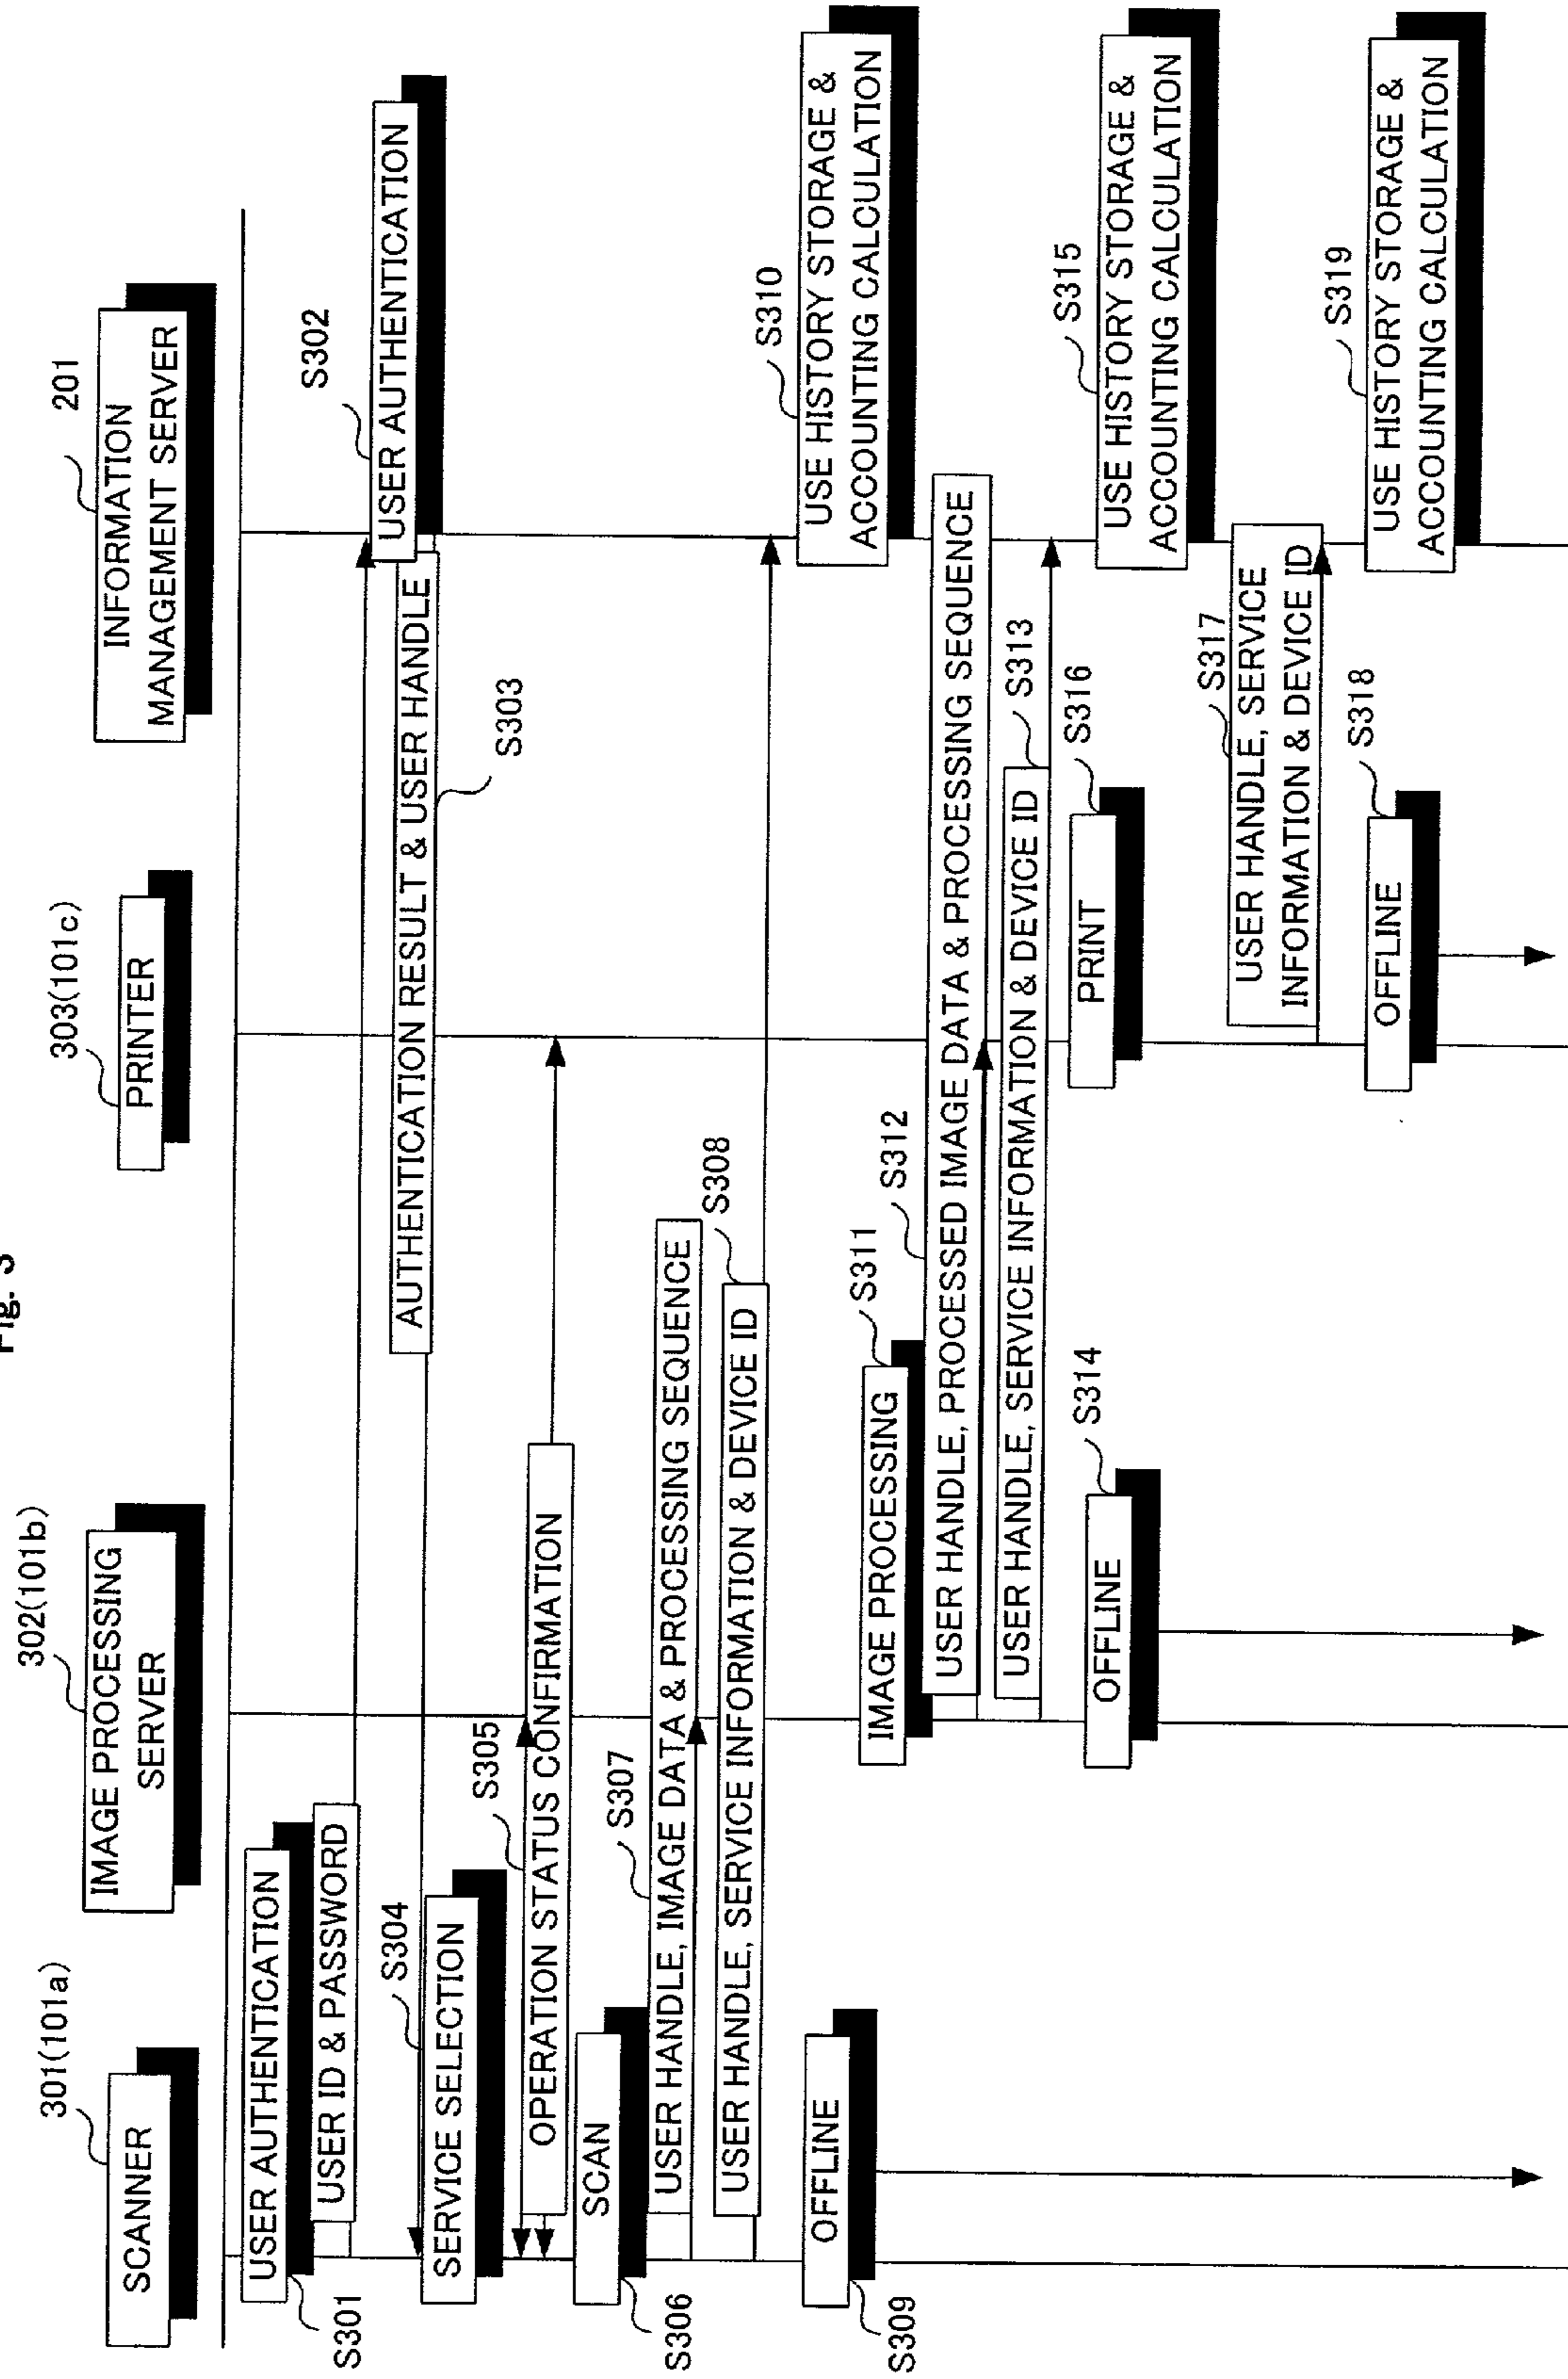 Fig. 3
301(101a)
SCANNER
302(101b)
IMAGE PROCESSING
SERVER
303(101c)
PRINTER
201
INFORMATION
MANAGEMENT SERVER
USER AUTHENTICATION
S301
USER ID & PASSWORD
S302
USER AUTHENTICATION
AUTHENTICATION RESULT & USER HANDLE
S303
S304
SERVICE SELECTION
S305
OPERATION STATUS CONFIRMATION
SCAN
S306
S307
USER HANDLE, IMAGE DATA & PROCESSING SEQUENCE
S308
USER HANDLE, SERVICE INFORMATION & DEVICE ID
OFFLINE
S309
S310
USE HISTORY STORAGE &
ACCOUNTING CALCULATION
S311
IMAGE PROCESSING
S312
USER HANDLE, PROCESSED IMAGE DATA & PROCESSING SEQUENCE
S313
USER HANDLE, SERVICE INFORMATION & DEVICE ID
S314
OFFLINE
S315
USE HISTORY STORAGE &
ACCOUNTING CALCULATION
S316
PRINT
S317
USER HANDLE, SERVICE
INFORMATION & DEVICE ID
S318
OFFLINE
S319
USE HISTORY STORAGE &
ACCOUNTING CALCULATION